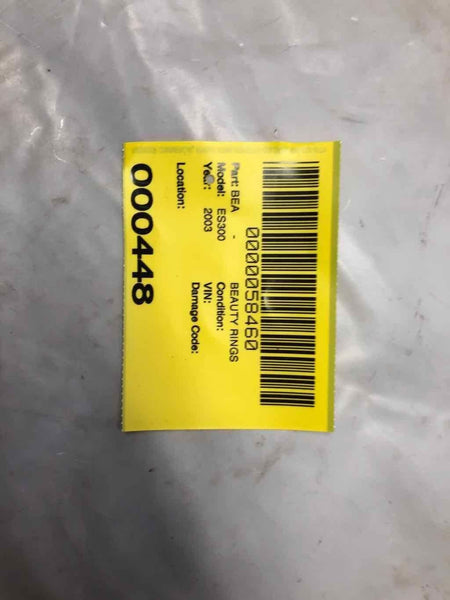 0000058460
Part: BEA - BEAUTY RINGS
Model: ES300 Condition:
Year: 2003 VIN:
Damage Code:
Location:
000448